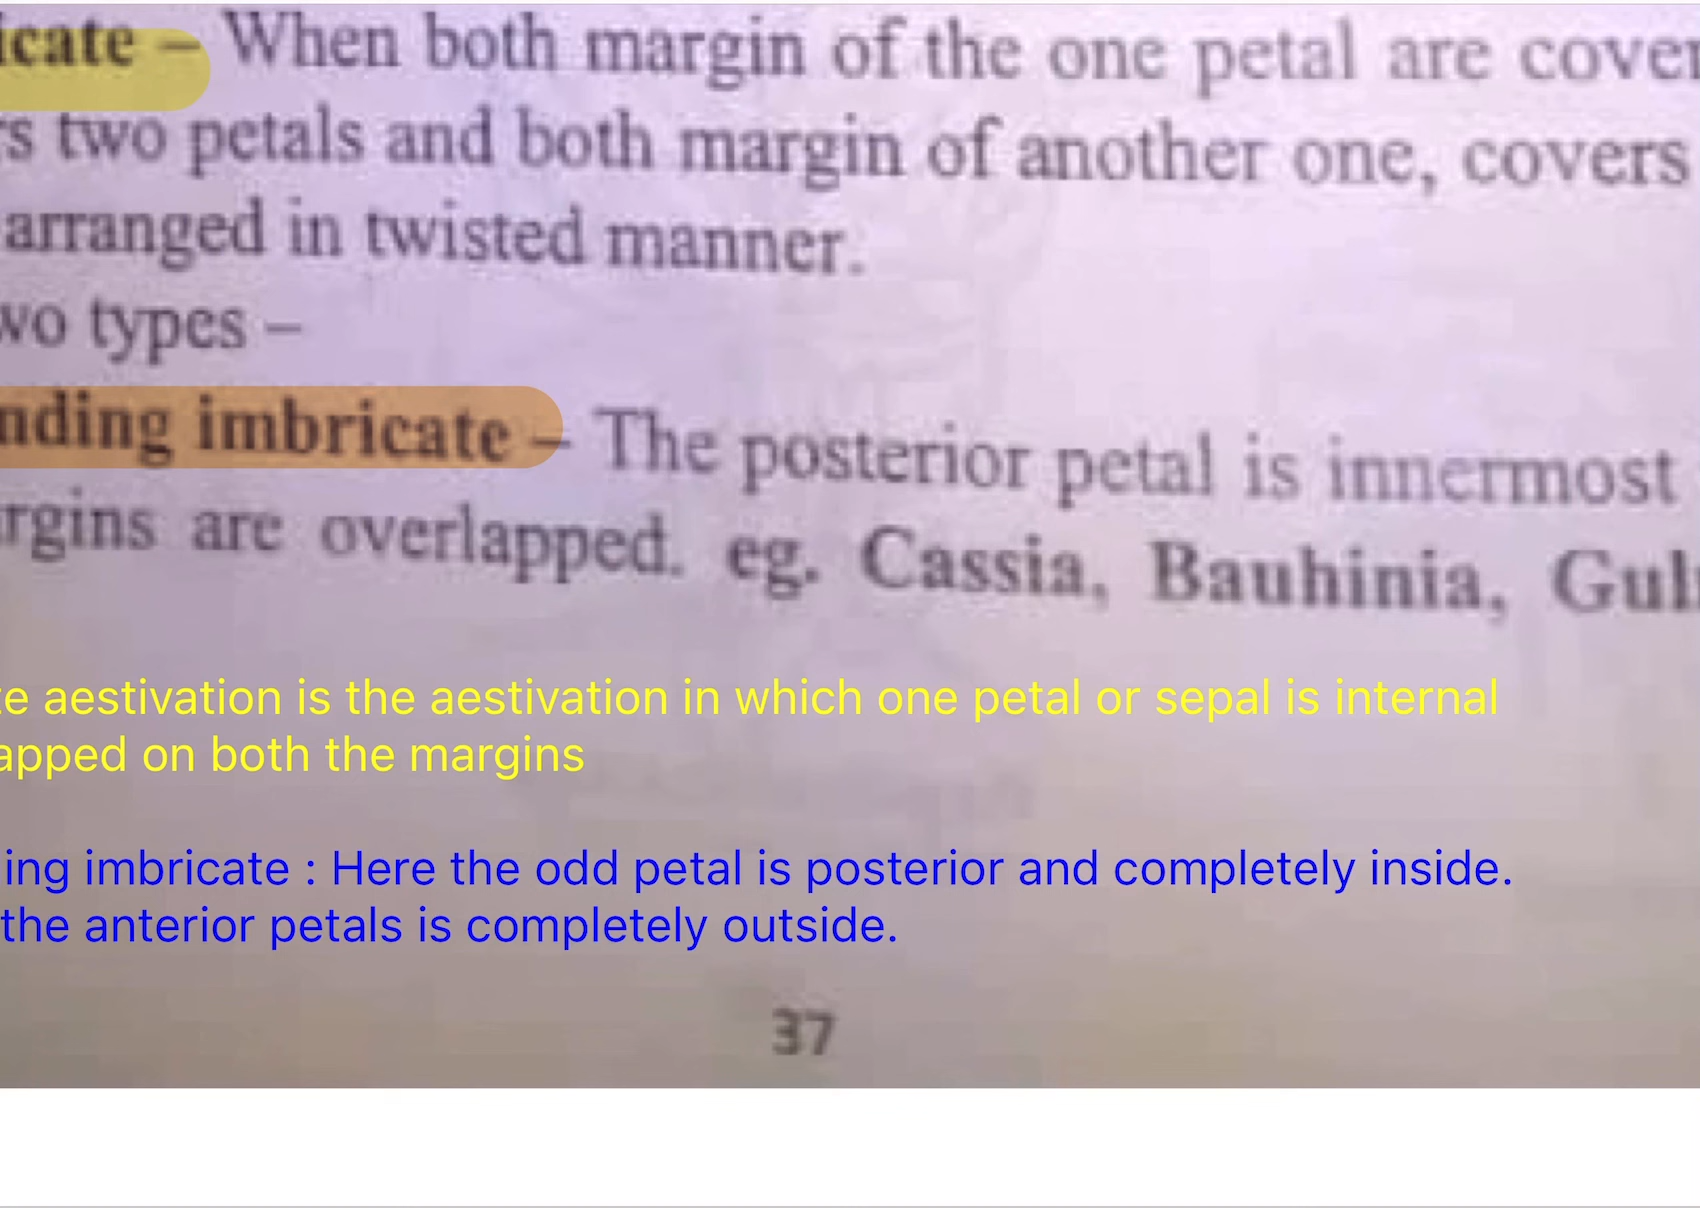 icate – When both margin of the one petal are cover
rs two petals and both margin of another one, covers
arranged in twisted manner.
wo types –
nding imbricate – The posterior petal is innermost
rgins are overlapped. eg. Cassia, Bauhinia, Gul
te aestivation is the aestivation in which one petal or sepal is internal
apped on both the margins
ing imbricate : Here the odd petal is posterior and completely inside.
the anterior petals is completely outside.
37